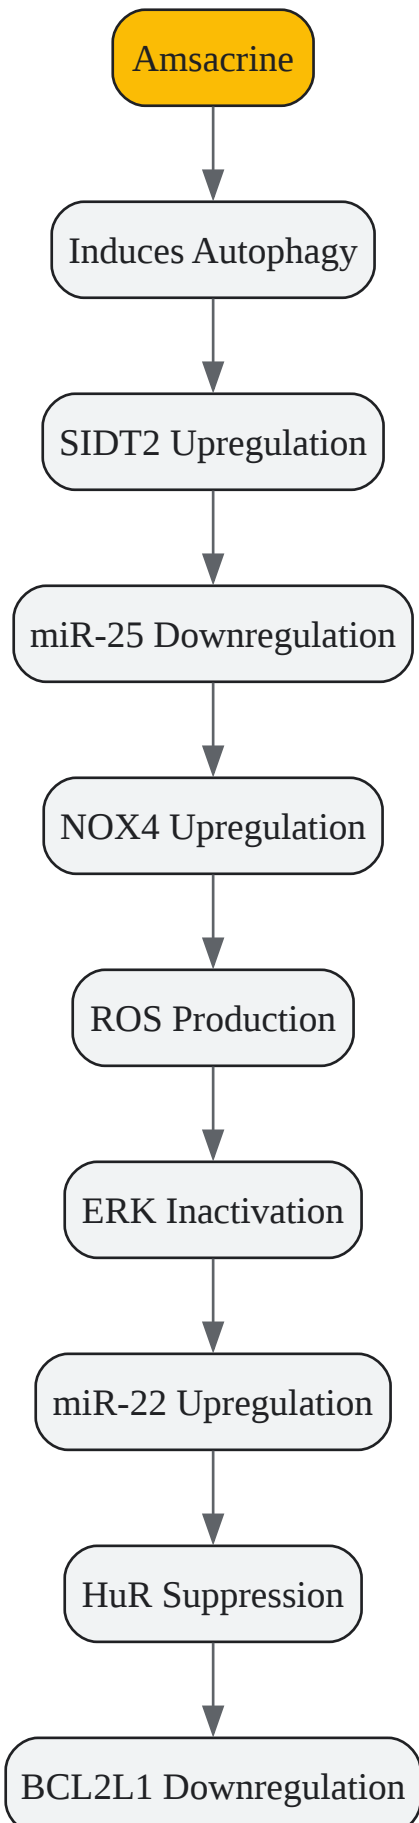 Amsacrine
Induces Autophagy
SIDT2 Upregulation
miR-25 Downregulation
NOX4 Upregulation
ROS Production
ERK Inactivation
miR-22 Upregulation
HuR Suppression
BCL2L1 Downregulation